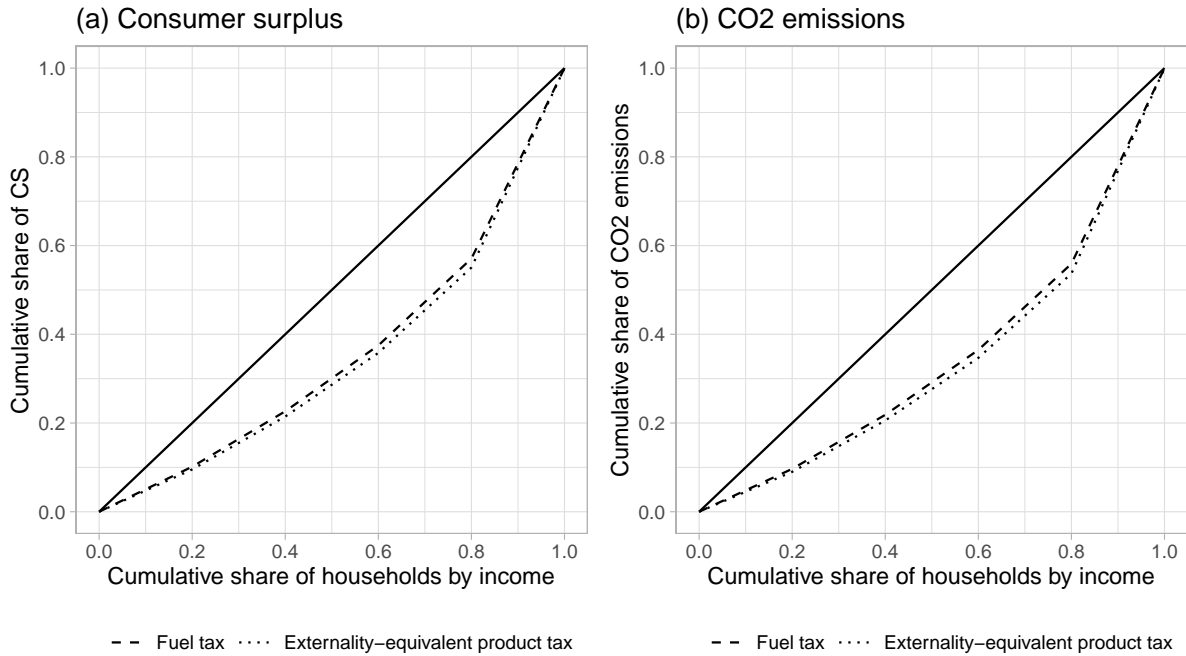 (a) Consumer surplus
Cumulative share of CS
1.0
0.8
0.6
0.4
0.2
0.0
0.0 0.2 0.4 0.6 0.8 1.0
Cumulative share of households by income
Fuel tax Externality−equivalent product tax
(b) CO2 emissions
Cumulative share of CO2 emissions
1.0
0.8
0.6
0.4
0.2
0.0
0.0 0.2 0.4 0.6 0.8 1.0
Cumulative share of households by income
Fuel tax Externality−equivalent product tax